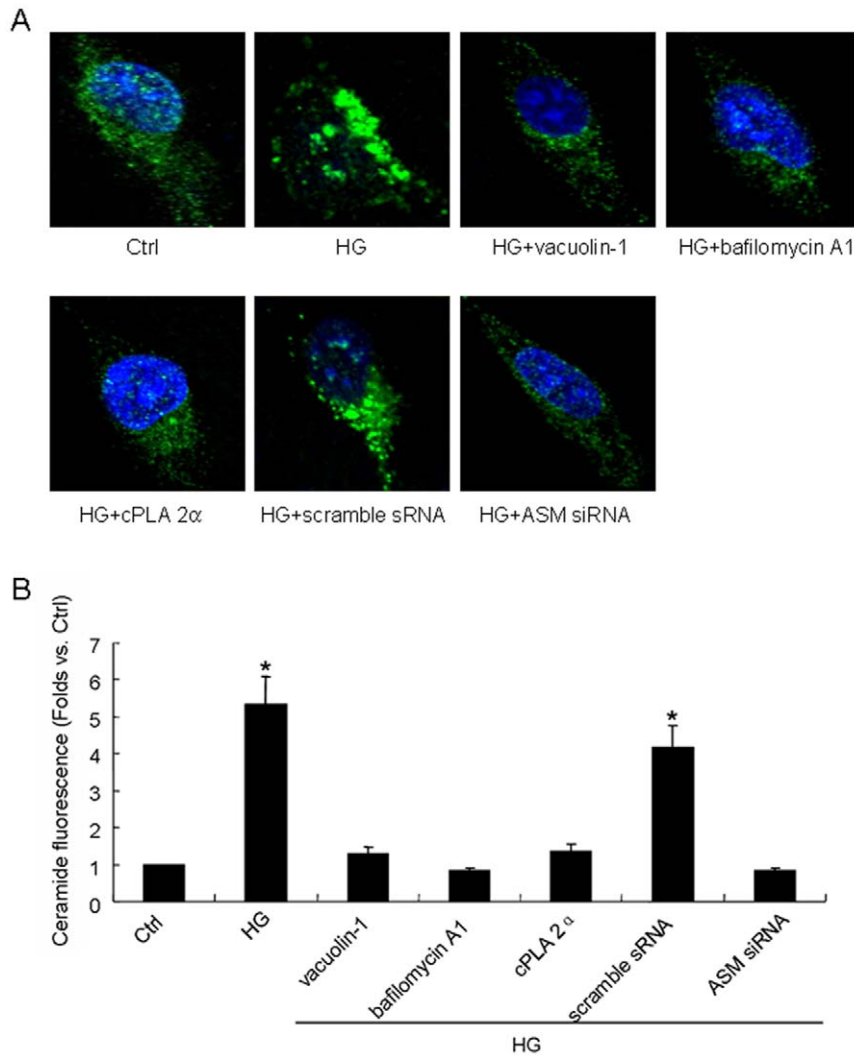 A
Ctrl
HG
HG+vacuolin-1
HG+bafilomycin A1
HG+cPLA 2α
HG+scramble sRNA
HG+ASM siRNA
B
Ceramide fluorescence (Folds vs. Ctrl)
7
6
5
4
3
2
1
0
*
*
Ctrl
HG
vacuolin-1
bafilomycin A1
cPLA 2α
scramble sRNA
ASM siRNA
HG